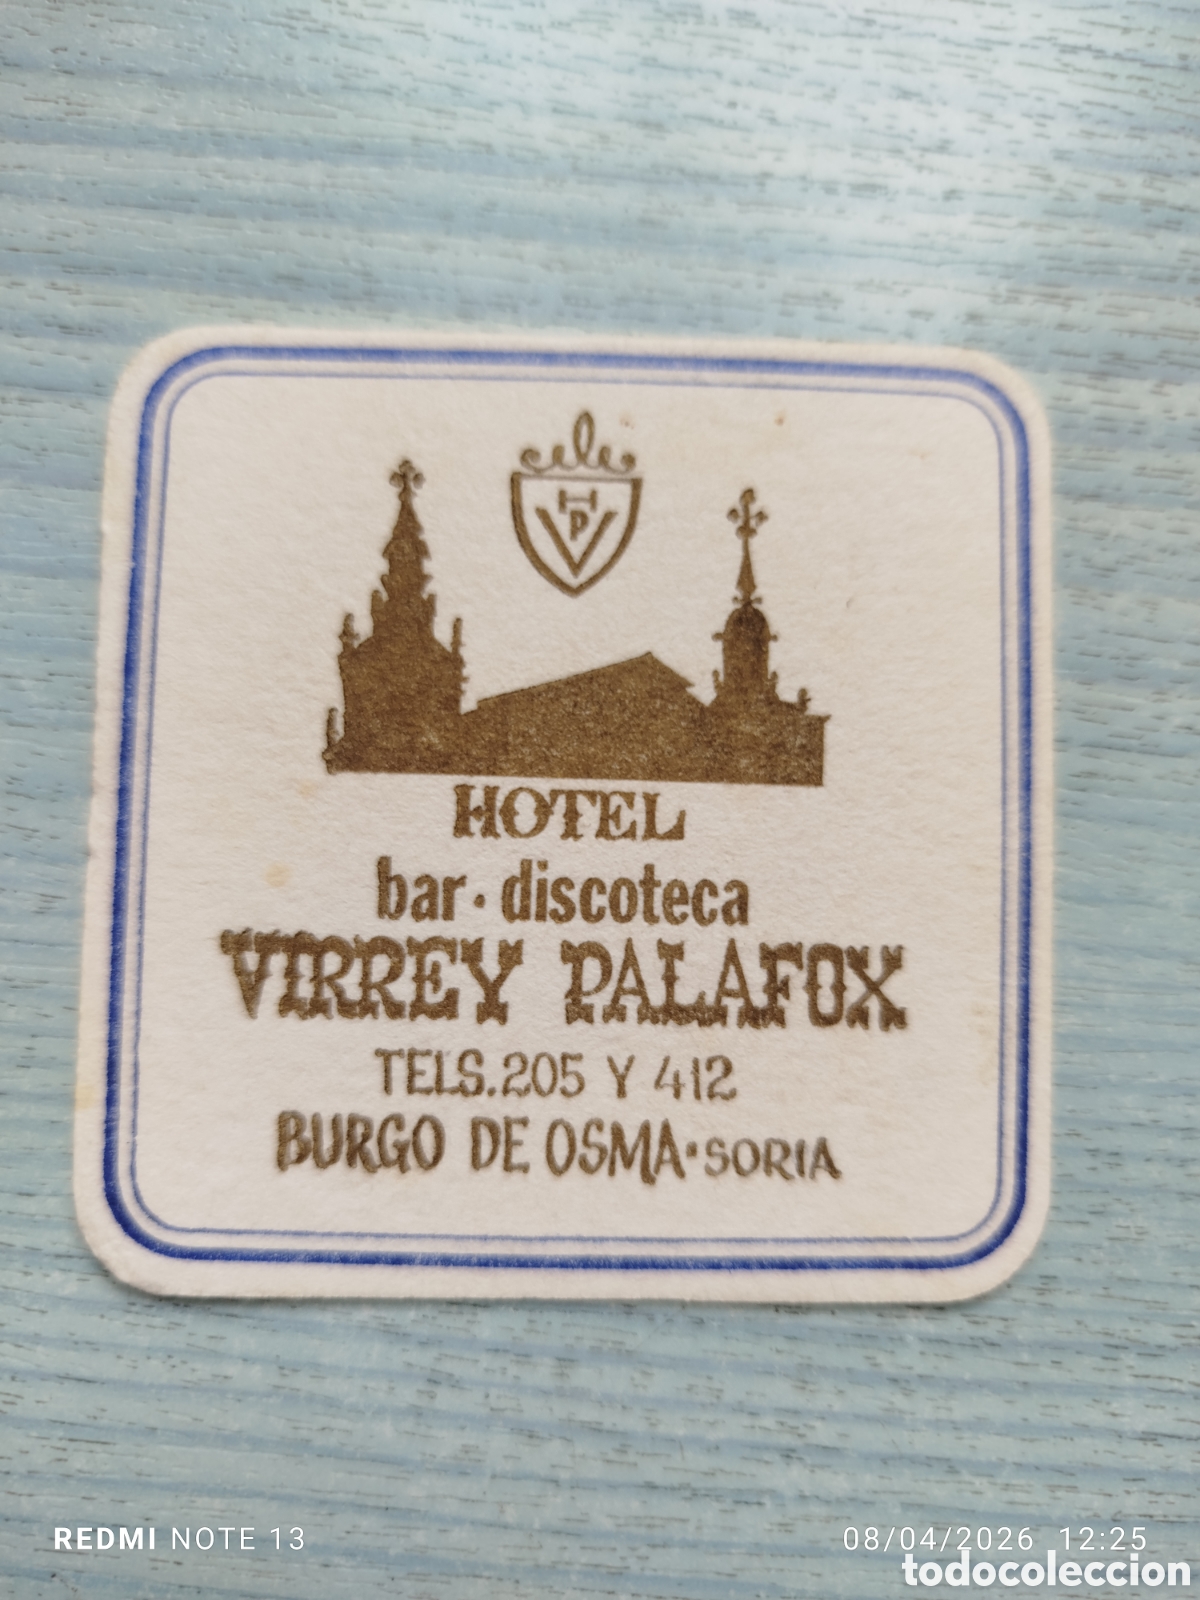 H
P
V
HOTEL
bar · discoteca
VIRREY PALAFOX
TELS. 205 Y 412
BURGO DE OSMA · SORIA
REDMI NOTE 13
08/04/2026 12:25
todocoleccion